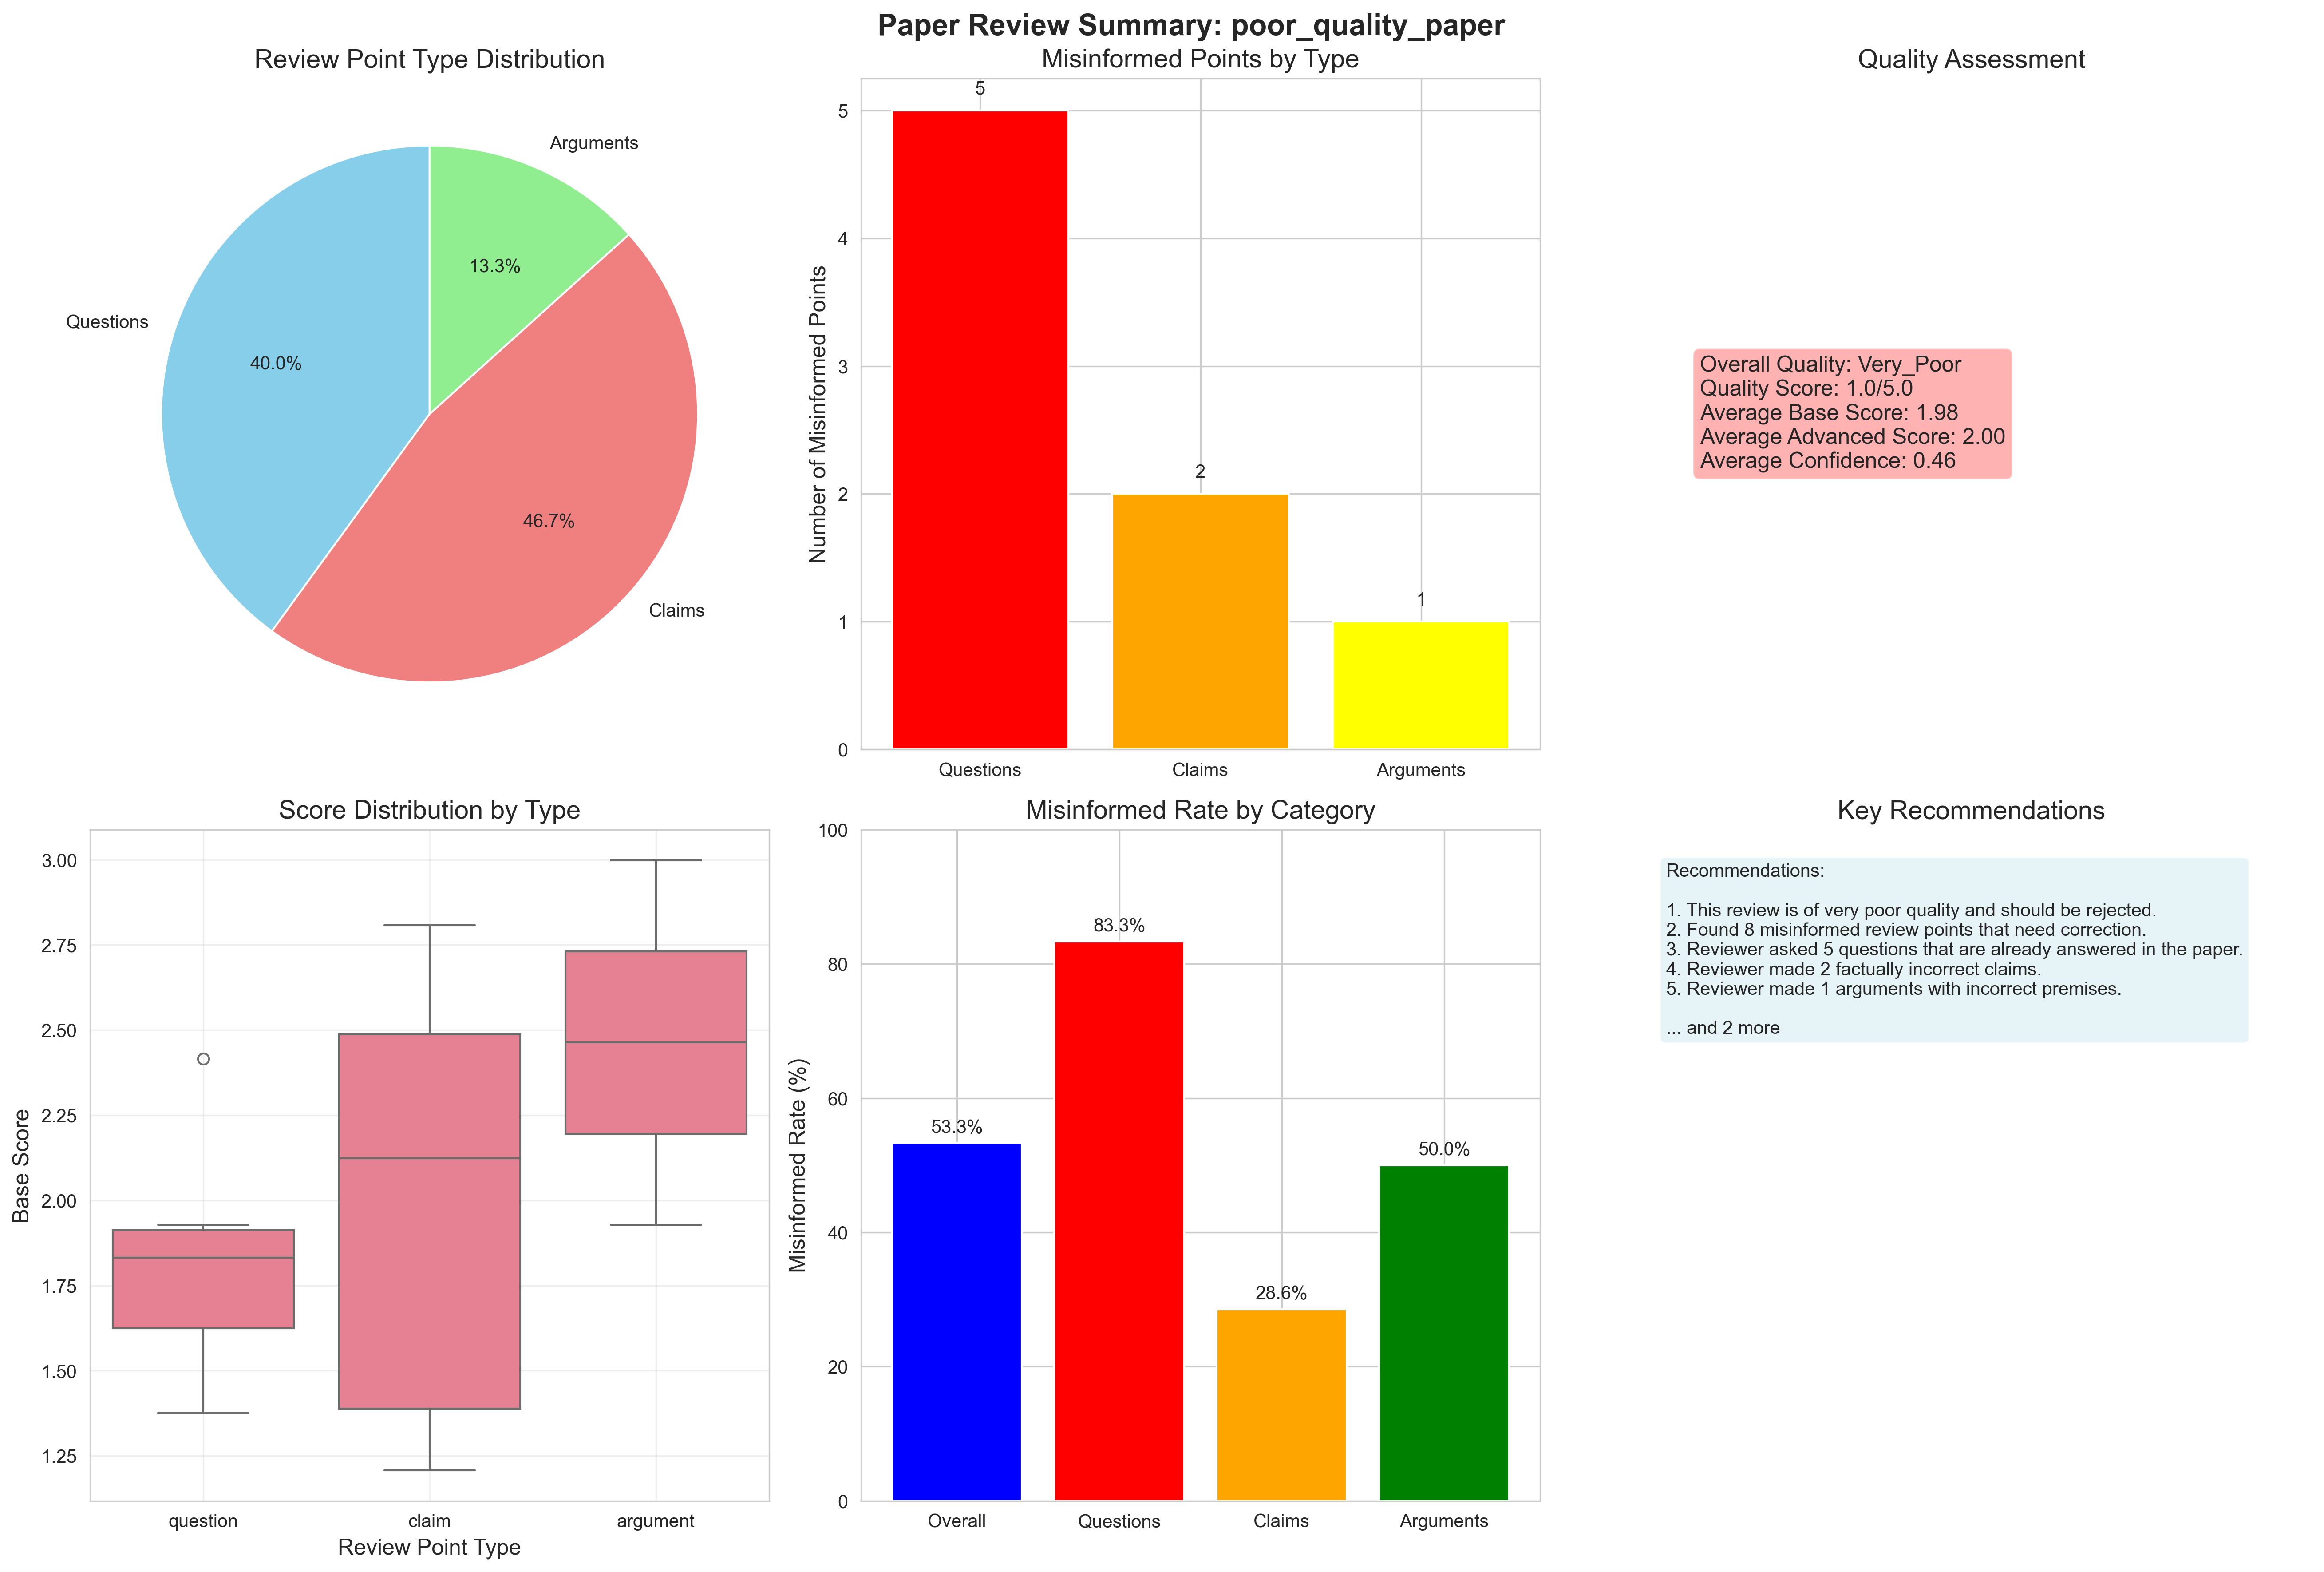 Paper Review Summary: poor_quality_paper
Review Point Type Distribution
Arguments
13.3%
Questions
40.0%
46.7%
Claims
Misinformed Points by Type
Number of Misinformed Points
5
4
3
2
1
0
5
2
1
Questions
Claims
Arguments
Quality Assessment
Overall Quality: Very_Poor
Quality Score: 1.0/5.0
Average Base Score: 1.98
Average Advanced Score: 2.00
Average Confidence: 0.46
Score Distribution by Type
Base Score
3.00
2.75
2.50
2.25
2.00
1.75
1.50
1.25
question
claim
argument
Review Point Type
Misinformed Rate by Category
Misinformed Rate (%)
100
80
60
40
20
0
53.3%
83.3%
28.6%
50.0%
Overall
Questions
Claims
Arguments
Key Recommendations
Recommendations:
1. This review is of very poor quality and should be rejected.
2. Found 8 misinformed review points that need correction.
3. Reviewer asked 5 questions that are already answered in the paper.
4. Reviewer made 2 factually incorrect claims.
5. Reviewer made 1 arguments with incorrect premises.
... and 2 more